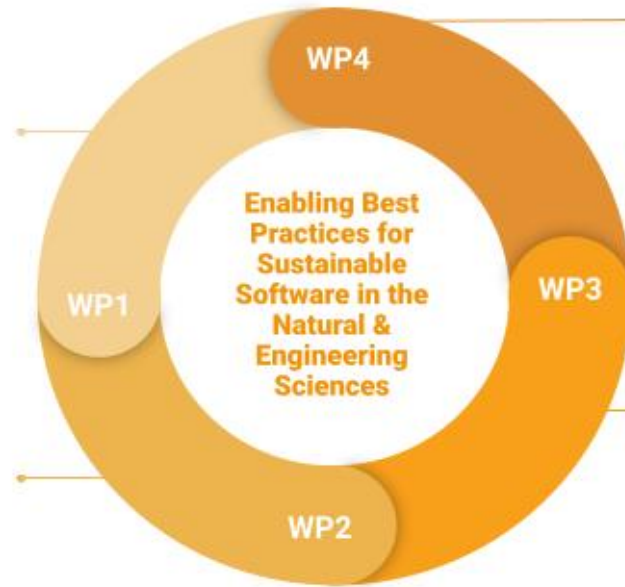 WP4
WP1
Enabling Best
Practices for
Sustainable
Software in the
Natural &
Engineering
Sciences
WP3
WP2